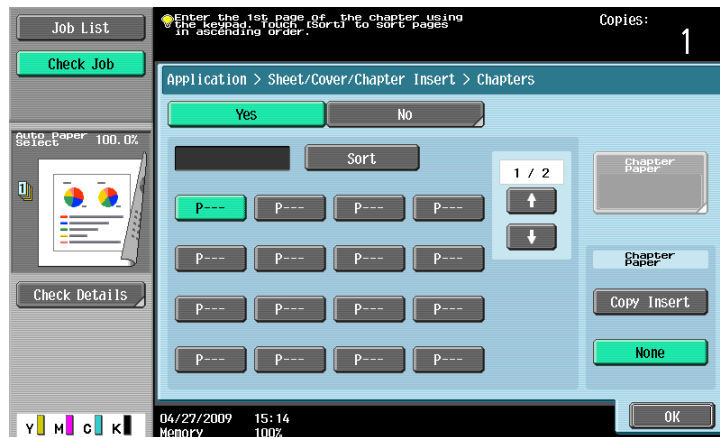 Job List
Check Job
Enter the 1st page of the chapter using
the keypad. Touch [Sort] to sort pages
in ascending order.
Copies:
1
Application > Sheet/Cover/Chapter Insert > Chapters
Yes
No
Auto Paper
Select
100.0%
1
Sort
1 / 2
Chapter
Paper
P---
P---
P---
P---
P---
P---
P---
P---
Chapter
Paper
Check Details
P---
P---
P---
P---
Copy Insert
P---
P---
P---
P---
None
Y M C K
04/27/2009 15:14
Memory 100%
OK